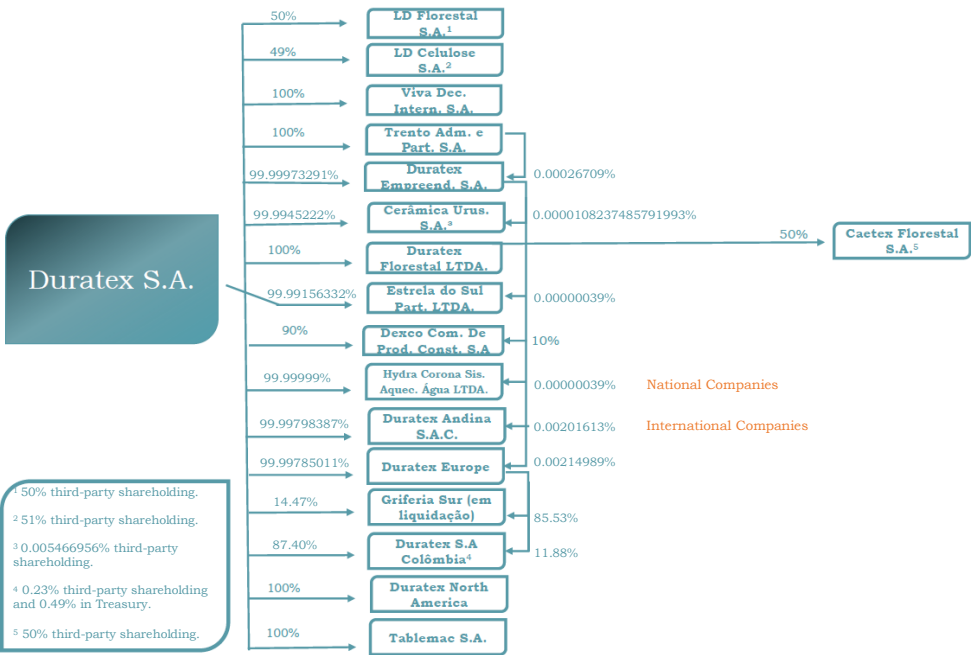 50%
LD Florestal
S.A.¹
49%
LD Celulose
S.A.²
100%
Viva Dec.
Intern. S.A.
100%
Trento Adm. e
Part. S.A.
99.99973291%
Duratex
Empreend. S.A.
0.00026709%
99.9945222%
Cerâmica Urus.
S.A.³
0.0000108237485791993%
100%
Duratex
Florestal LTDA.
50%
Caetex Florestal
S.A.⁵
Duratex S.A.
99.99156332%
Estrela do Sul
Part. LTDA.
0.00000039%
90%
Dexco Com. De
Prod. Const. S.A
10%
99.99999%
Hydra Corona Sis.
Aquec. Água LTDA.
0.00000039%
National Companies
99.99798387%
Duratex Andina
S.A.C.
0.00201613%
International Companies
99.99785011%
Duratex Europe
0.00214989%
14.47%
Griferia Sur (em
liquidação)
85.53%
87.40%
Duratex S.A
Colômbia⁴
11.88%
100%
Duratex North
America
100%
Tablemac S.A.
¹ 50% third-party shareholding.
² 51% third-party shareholding.
³ 0.005466956% third-party
shareholding.
⁴ 0.23% third-party shareholding
and 0.49% in Treasury.
⁵ 50% third-party shareholding.